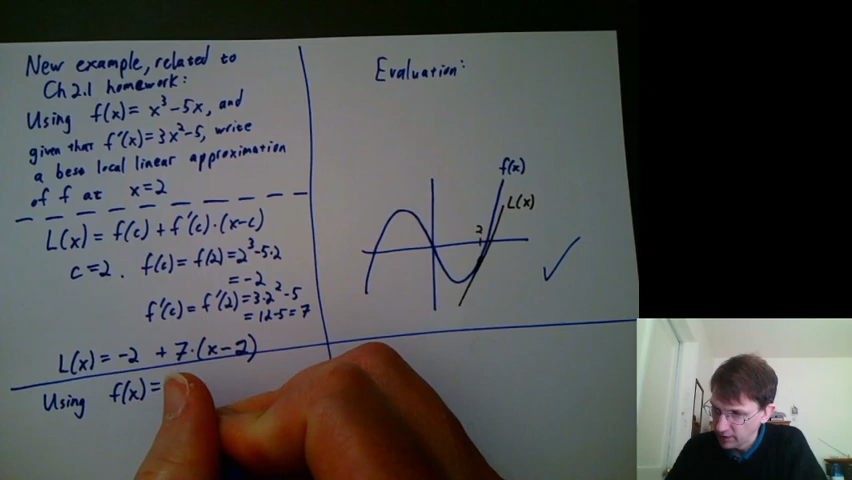 New example, related to
Ch 2.1 homework:
Using f(x) = x³-5x, and
given that f'(x) = 3x²-5, write
a best local linear approximation
of f at x=2
L(x) = f(c) + f'(c)·(x-c)
c=2. f(c) = f(2) = 2³-5·2
= -2
f'(c) = f'(2) = 3·2²-5
= 12-5 = 7
L(x) = -2 + 7·(x-2)
Using f(x) =
Evaluation:
f(x)
L(x)
2